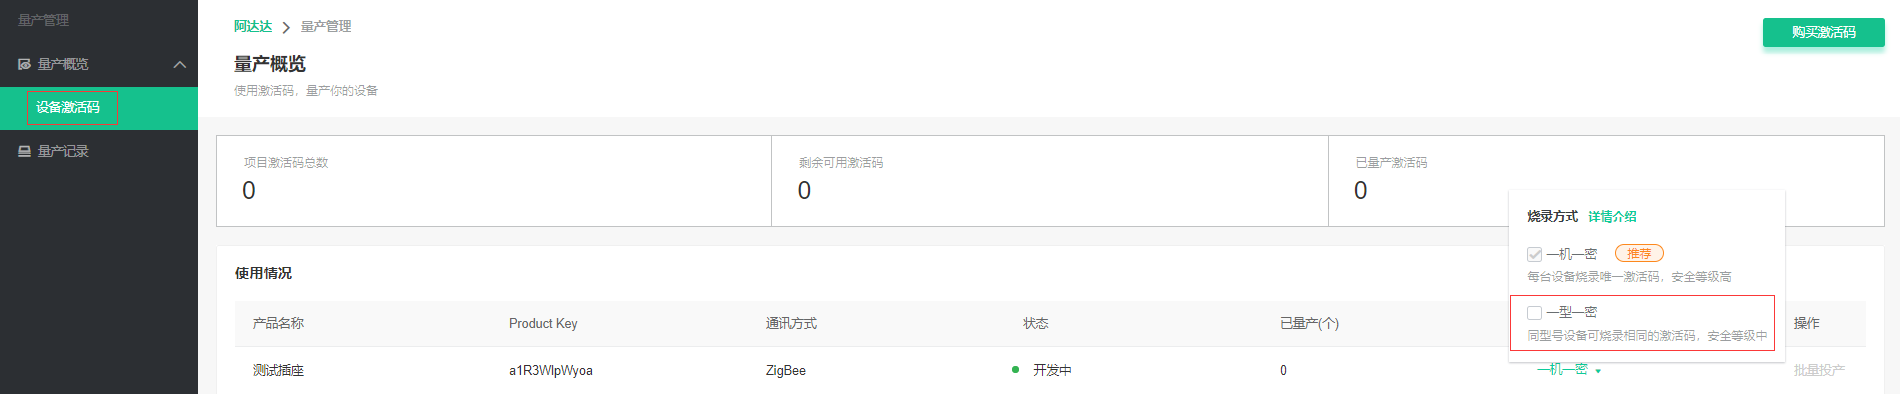 量产管理
量产概览
设备激活码
量产记录
阿达达 > 量产管理
购买激活码
量产概览
使用激活码，量产你的设备
项目激活码总数
0
剩余可用激活码
0
已量产激活码
0
烧录方式 详情介绍
一机一密 推荐
每台设备烧录唯一激活码，安全等级高
一型一密
同型号设备可烧录相同的激活码，安全等级中
使用情况
产品名称 Product Key 通讯方式 状态 已量产(个) 操作
测试插座 a1R3WlpWyoa ZigBee 开发中 0 一机一密 批量投产